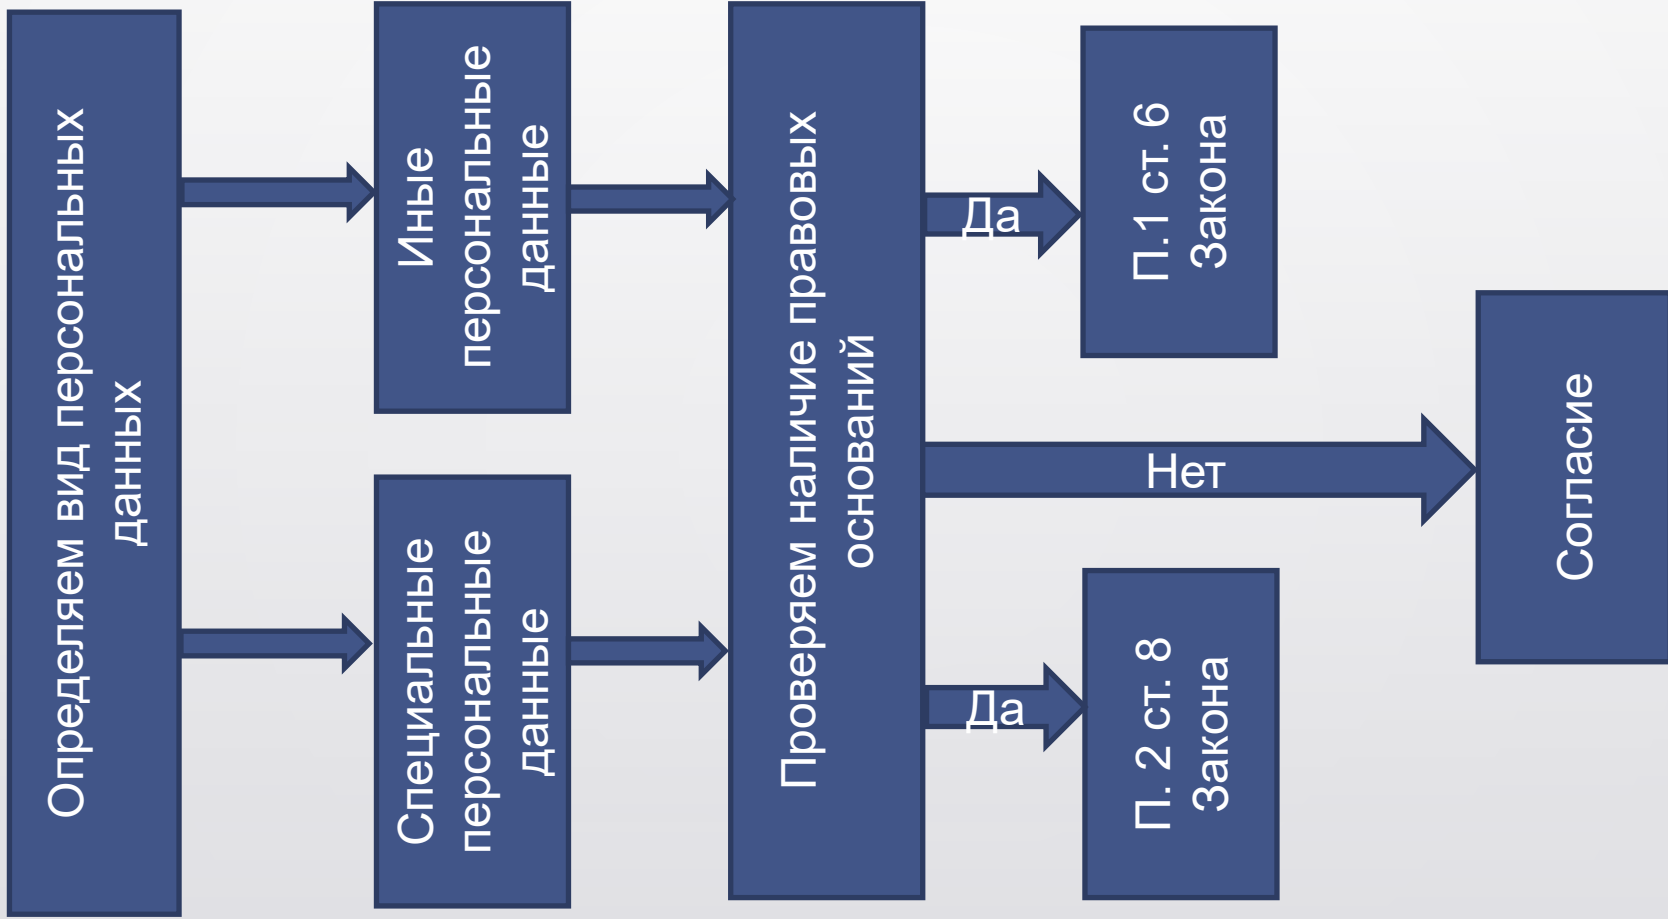 Определяем вид персональных
данных
Специальные
персональные
данные
Иные
персональные
данные
Проверяем наличие правовых
оснований
Да
Нет
Да
П. 2 ст. 8
Закона
П.1 ст. 6
Закона
Согласие